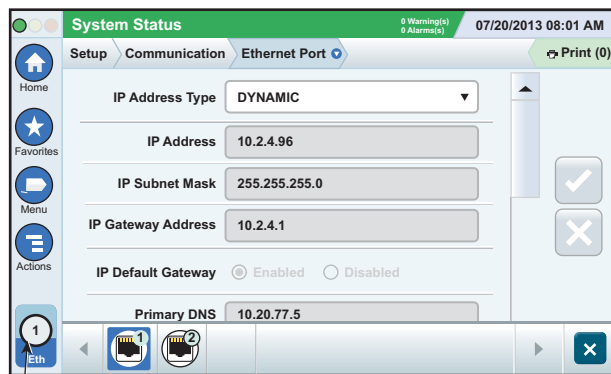 System Status
0 Warning(s)
0 Alarms(s)
07/20/2013 08:01 AM
Setup Communication Ethernet Port
Print (0)
Home
Favorites
Menu
Actions
IP Address Type DYNAMIC
IP Address 10.2.4.96
IP Subnet Mask 255.255.255.0
IP Gateway Address 10.2.4.1
IP Default Gateway Enabled Disabled
Primary DNS 10.20.77.5
1
Eth
1
2